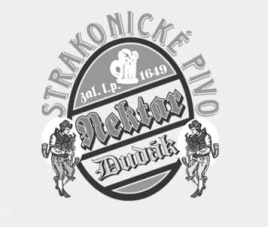 STRAKONICKÉ PIVO
zal. l.p. 1649
Nektar
Dudák